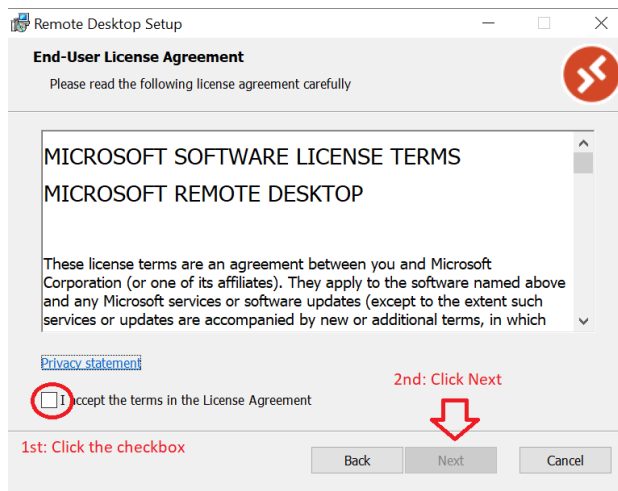 Remote Desktop Setup
End-User License Agreement
Please read the following license agreement carefully
MICROSOFT SOFTWARE LICENSE TERMS
MICROSOFT REMOTE DESKTOP
These license terms are an agreement between you and Microsoft
Corporation (or one of its affiliates). They apply to the software named above
and any Microsoft services or software updates (except to the extent such
services or updates are accompanied by new or additional terms, in which
Privacy statement
2nd: Click Next
I accept the terms in the License Agreement
1st: Click the checkbox
Back
Next
Cancel